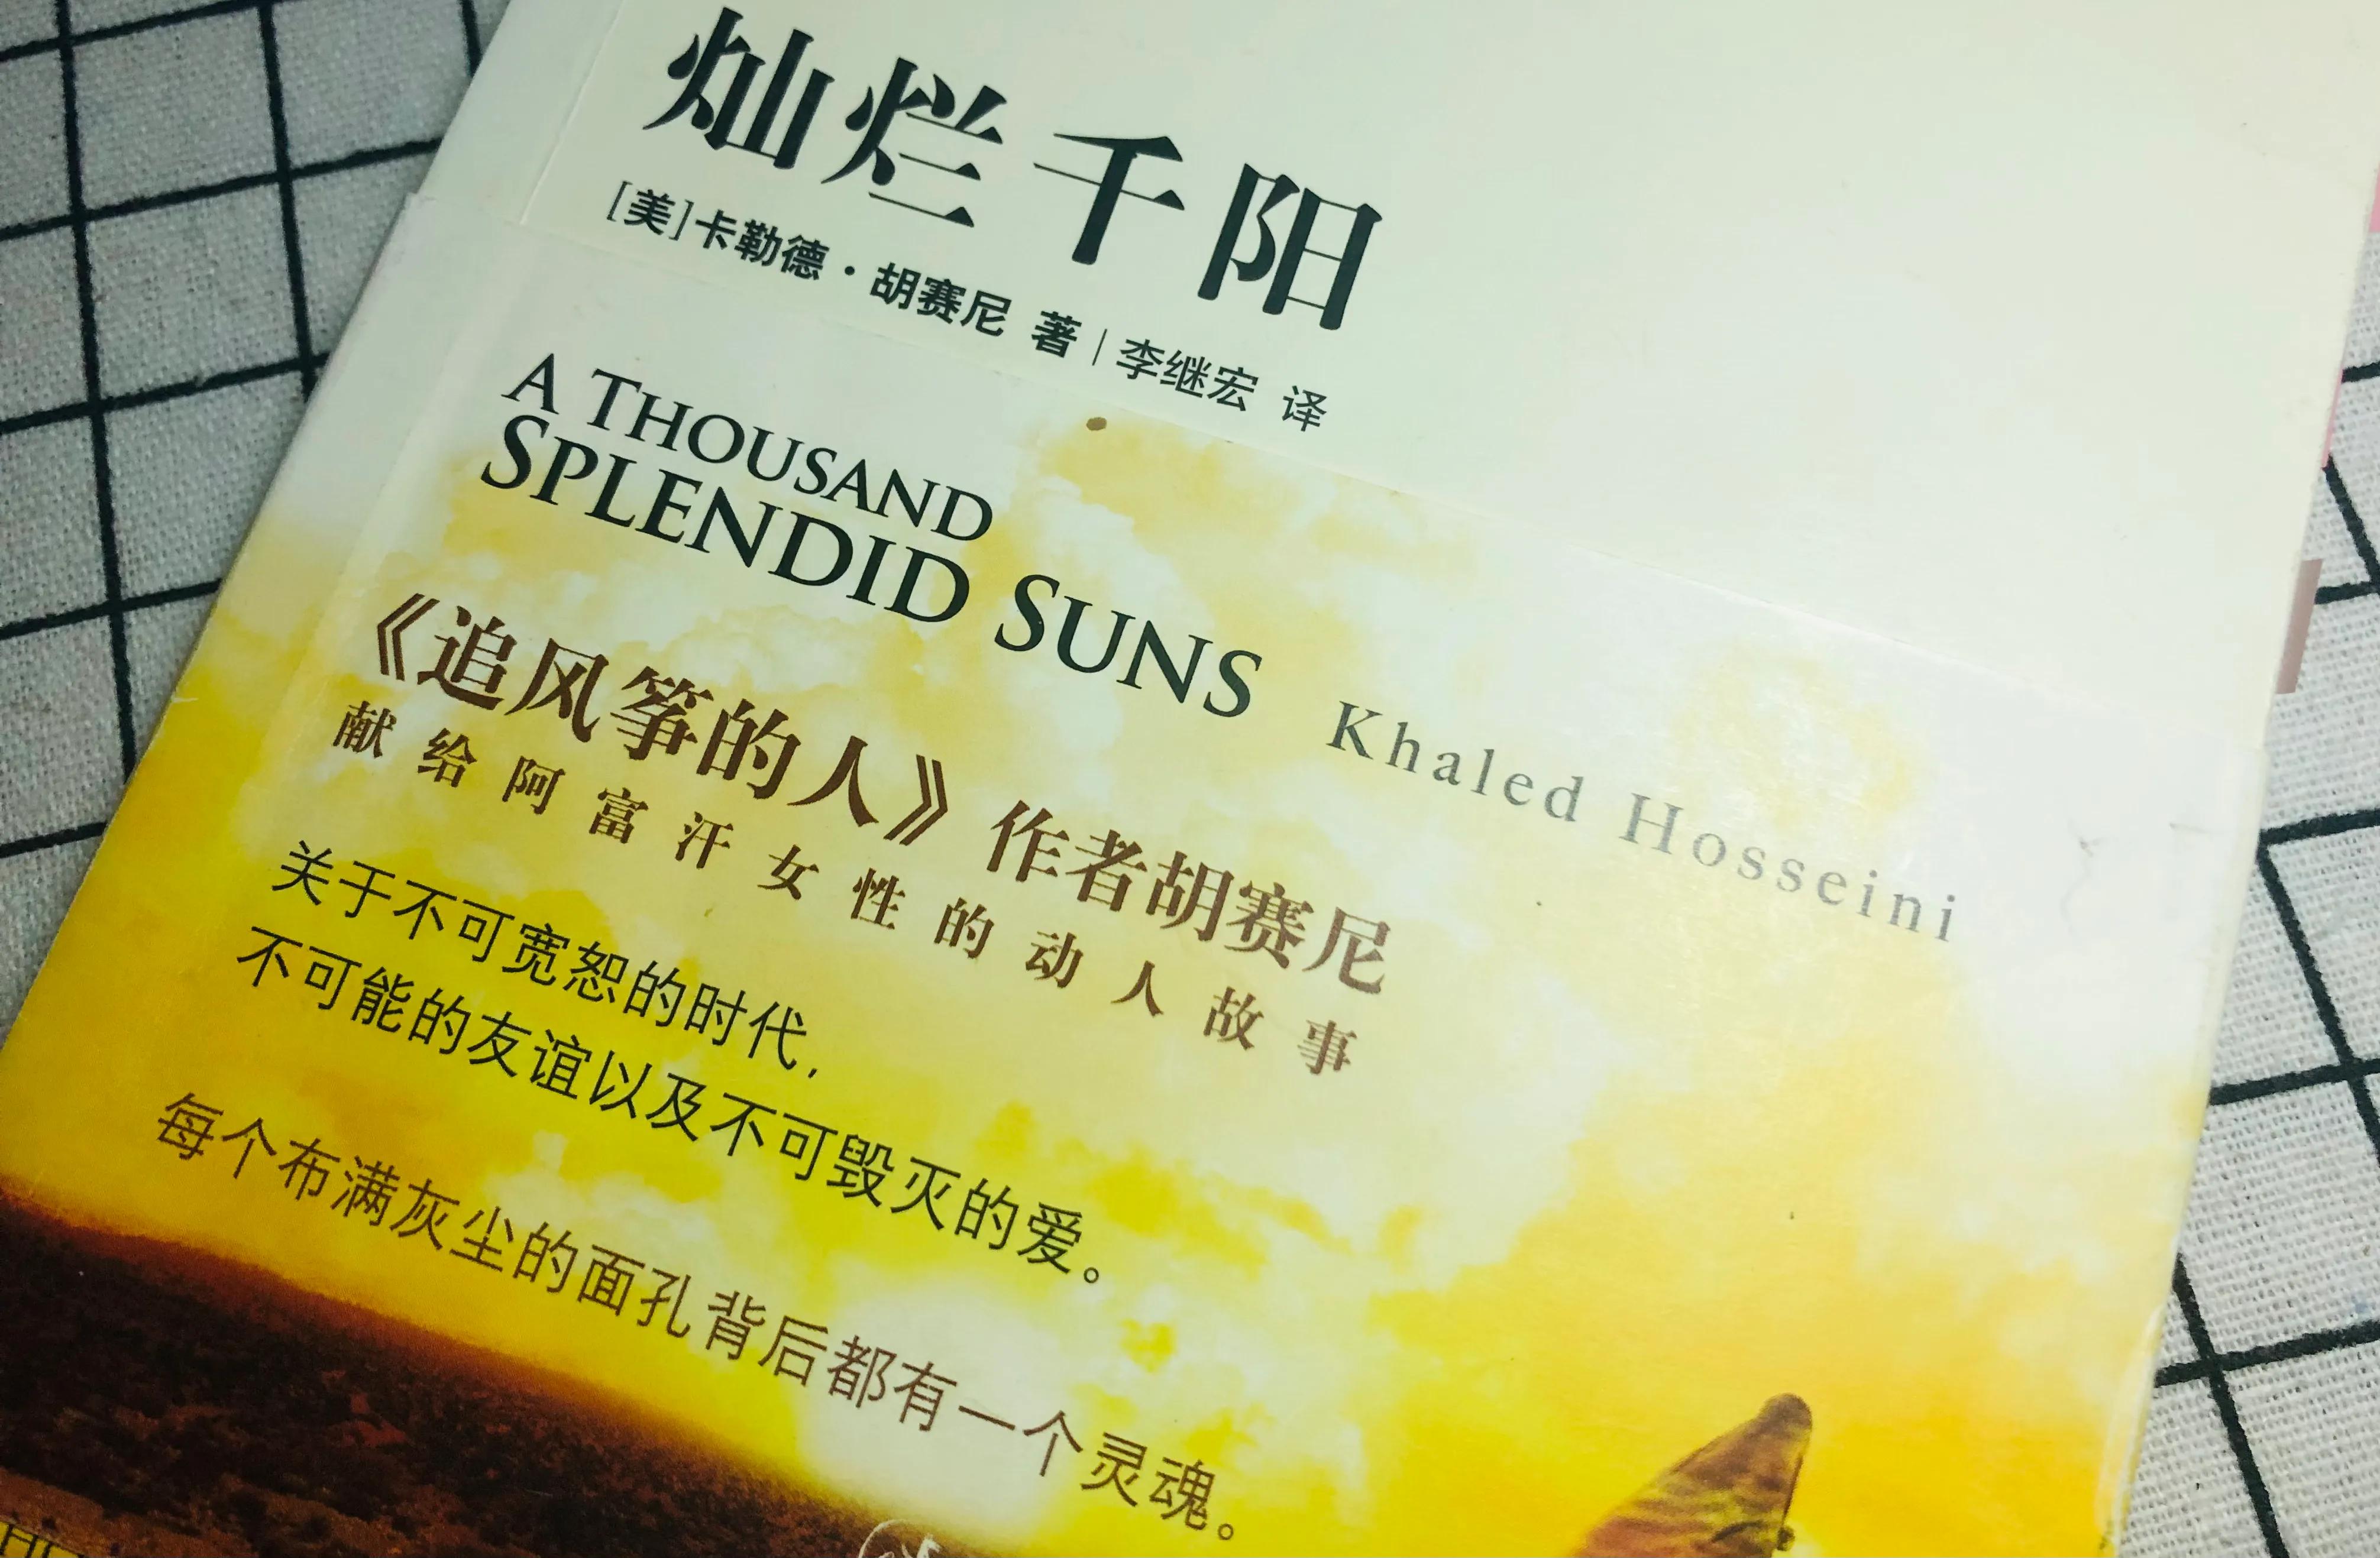 灿烂千阳
[美]卡勒德·胡赛尼 著 | 李继宏 译
A THOUSAND
SPLENDID SUNS Khaled Hosseini
《追风筝的人》作者胡赛尼
献给阿富汗女性的动人故事
关于不可宽恕的时代,
不可能的友谊以及不可毁灭的爱。
每个布满灰尘的面孔背后都有一个灵魂。